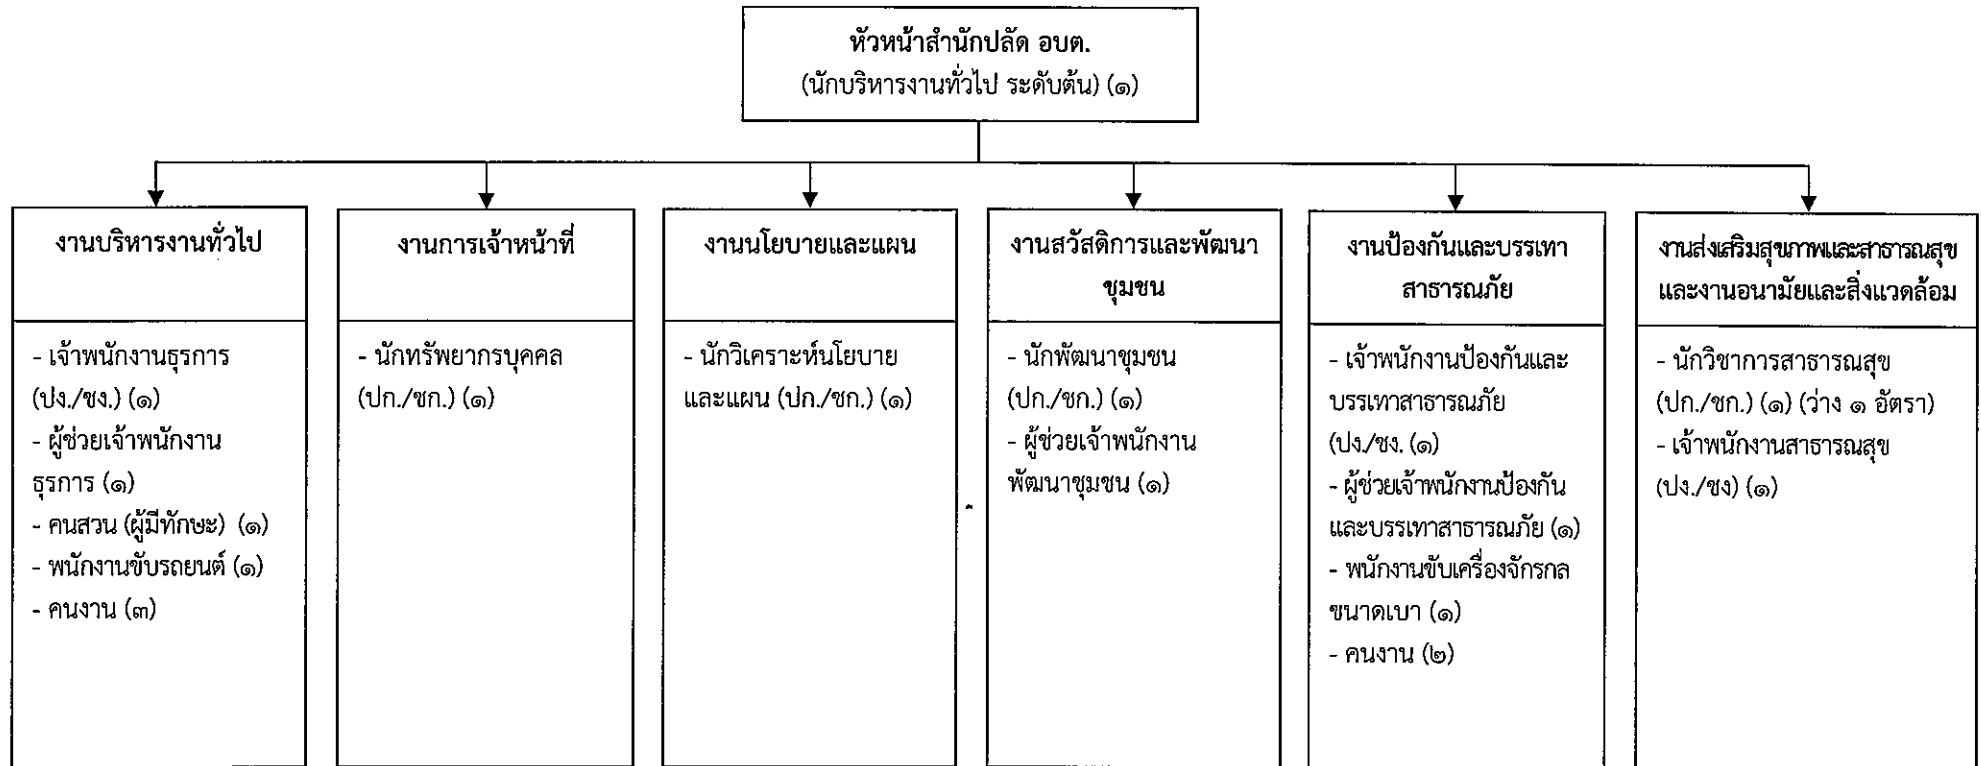 หัวหน้าสำนักปลัด อบต.
(นักบริหารงานทั่วไป ระดับต้น) (๑)
งานบริหารงานทั่วไป
- เจ้าพนักงานธุรการ
(ปง./ชง.) (๑)
- ผู้ช่วยเจ้าพนักงาน
ธุรการ (๑)
- คนสวน (ผู้มีทักษะ) (๑)
- พนักงานขับรถยนต์ (๑)
- คนงาน (๓)
งานการเจ้าหน้าที่
- นักทรัพยากรบุคคล
(ปก./ชก.) (๑)
งานนโยบายและแผน
- นักวิเคราะห์นโยบาย
และแผน (ปก./ชก.) (๑)
งานสวัสดิการและพัฒนา
ชุมชน
- นักพัฒนาชุมชน
(ปก./ชก.) (๑)
- ผู้ช่วยเจ้าพนักงาน
พัฒนาชุมชน (๑)
งานป้องกันและบรรเทา
สาธารณภัย
- เจ้าพนักงานป้องกันและ
บรรเทาสาธารณภัย
(ปง./ชง. (๑)
- ผู้ช่วยเจ้าพนักงานป้องกัน
และบรรเทาสาธารณภัย (๑)
- พนักงานขับเครื่องจักรกล
ขนาดเบา (๑)
- คนงาน (๒)
งานส่งเสริมสุขภาพและสาธารณสุข
และงานอนามัยและสิ่งแวดล้อม
- นักวิชาการสาธารณสุข
(ปก./ชก.) (๑) (ว่าง ๑ อัตรา)
- เจ้าพนักงานสาธารณสุข
(ปง./ชง) (๑)